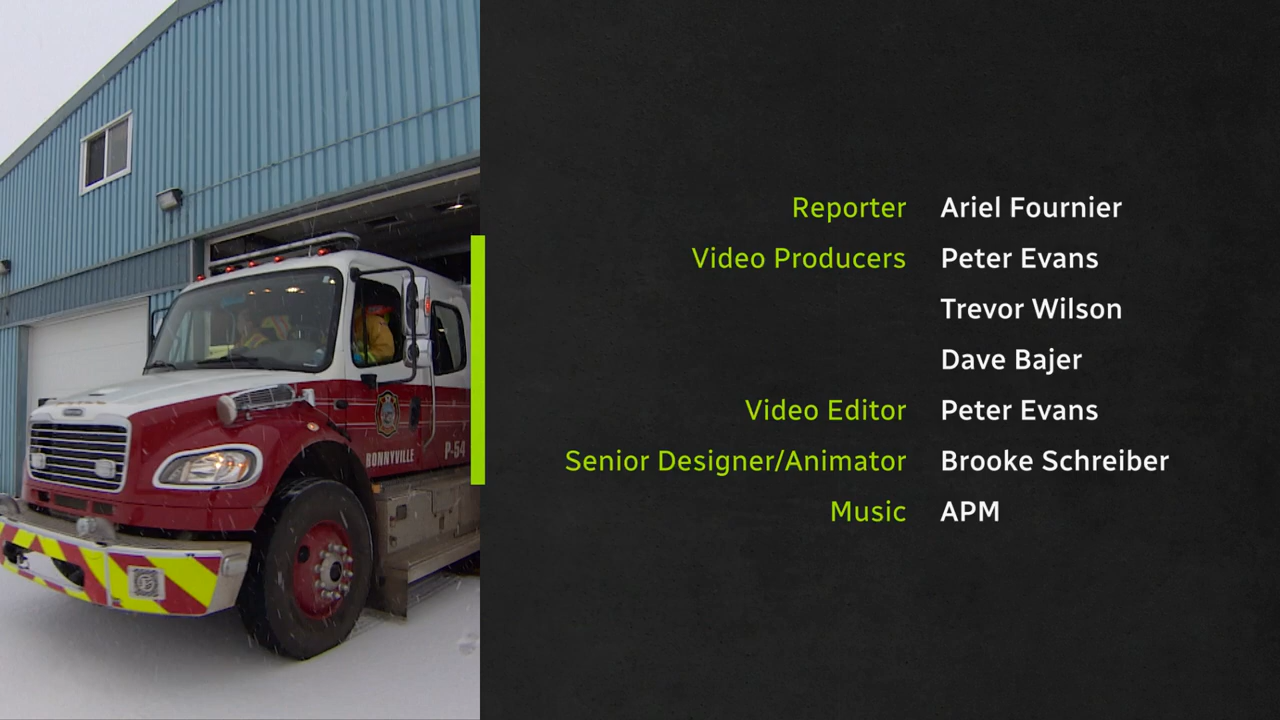 Reporter Ariel Fournier
Video Producers Peter Evans
Trevor Wilson
Dave Bajer
Video Editor Peter Evans
Senior Designer/Animator Brooke Schreiber
Music APM
BONNYVILLE P-54